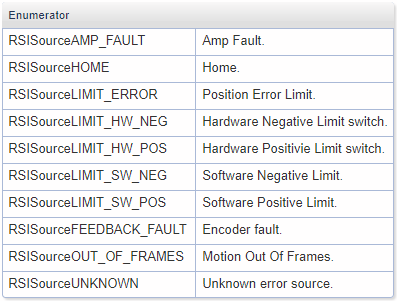 Enumerator
RSISourceAMP_FAULT Amp Fault.
RSISourceHOME Home.
RSISourceLIMIT_ERROR Position Error Limit.
RSISourceLIMIT_HW_NEG Hardware Negative Limit switch.
RSISourceLIMIT_HW_POS Hardware Positivie Limit switch.
RSISourceLIMIT_SW_NEG Software Negative Limit.
RSISourceLIMIT_SW_POS Software Positive Limit.
RSISourceFEEDBACK_FAULT Encoder fault.
RSISourceOUT_OF_FRAMES Motion Out Of Frames.
RSISourceUNKNOWN Unknown error source.